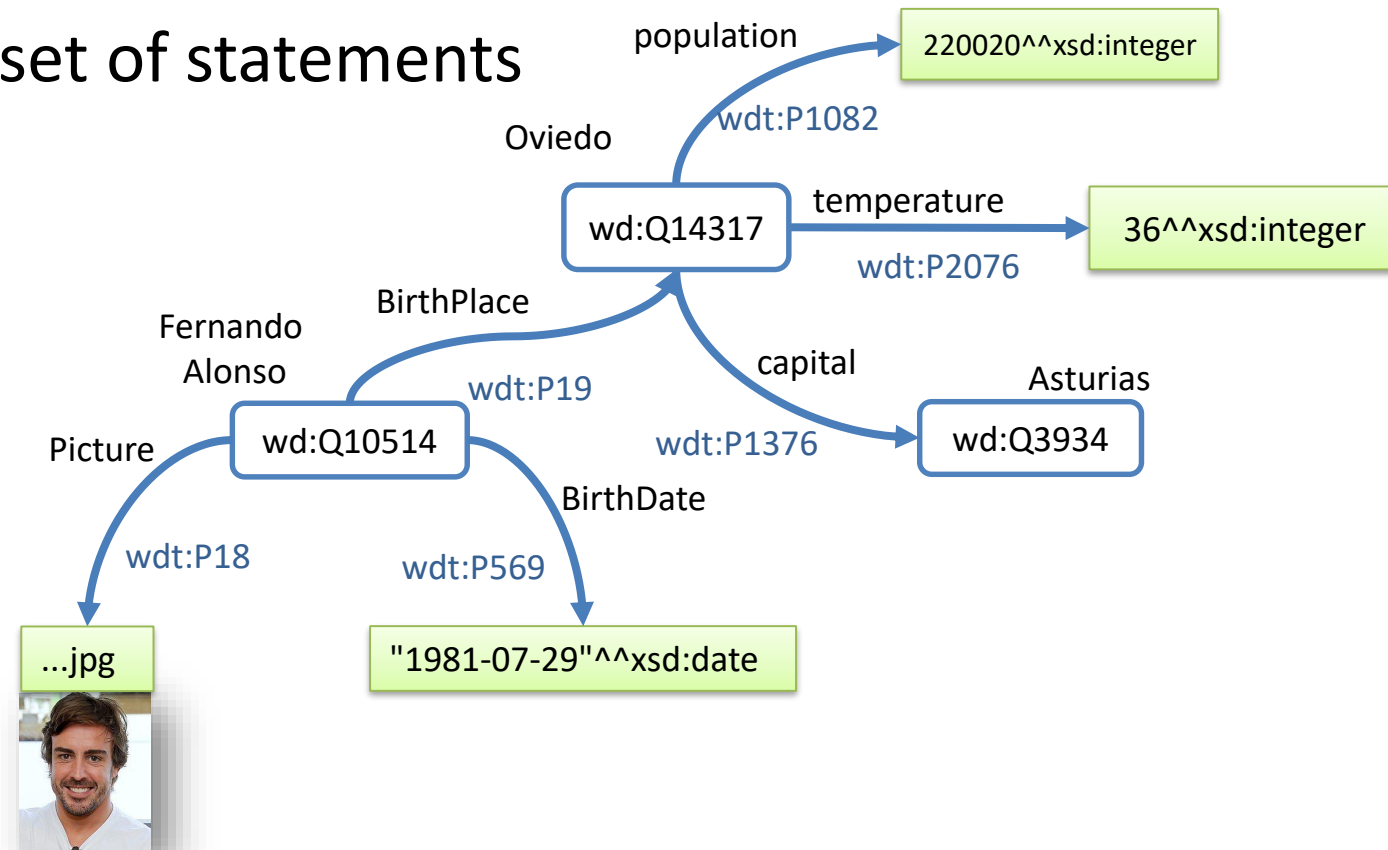 set of statements
population
220020^^xsd:integer
wdt:P1082
Oviedo
wd:Q14317
temperature
36^^xsd:integer
wdt:P2076
BirthPlace
Fernando
Alonso
wdt:P19
capital
Asturias
wdt:P1376
wd:Q3934
Picture
wd:Q10514
BirthDate
wdt:P18
wdt:P569
...jpg
"1981-07-29"^^xsd:date